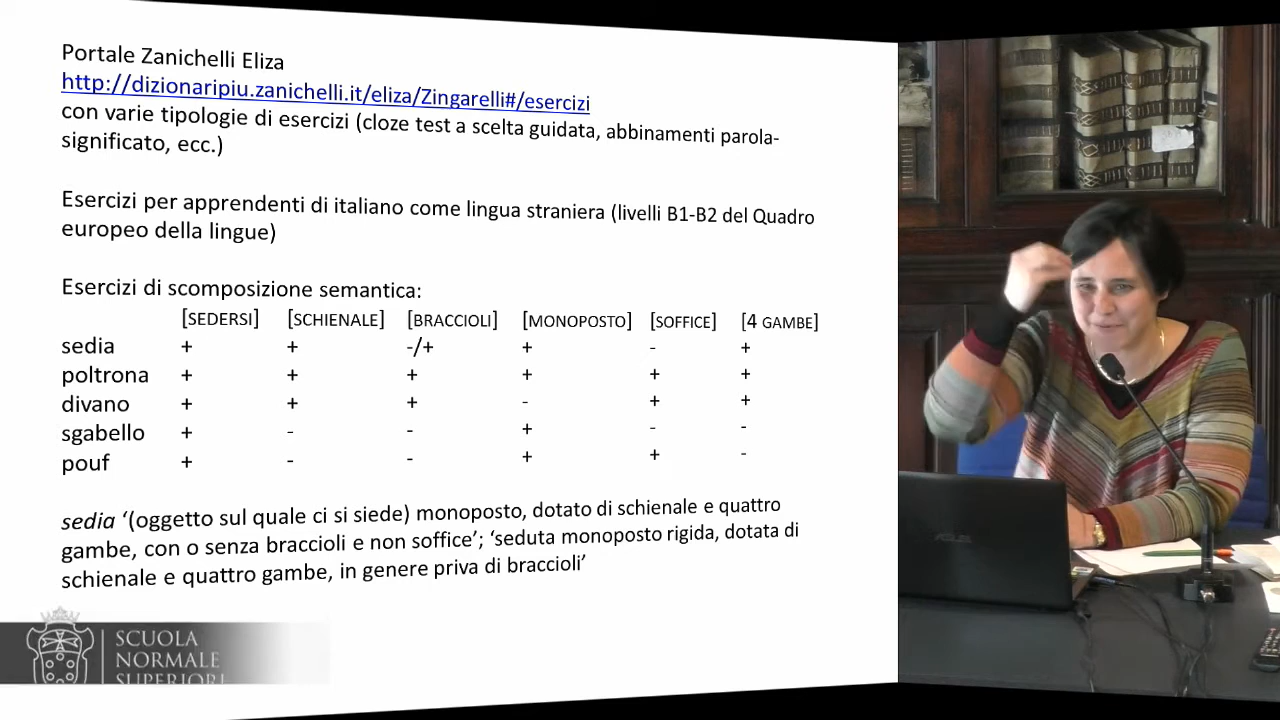 Portale Zanichelli Eliza
http://dizionaripiu.zanichelli.it/eliza/Zingarelli#/esercizi
con varie tipologie di esercizi (cloze test a scelta guidata, abbinamenti parola-
significato, ecc.)
Esercizi per apprendenti di italiano come lingua straniera (livelli B1-B2 del Quadro
europeo della lingue)
Esercizi di scomposizione semantica:
[SEDERSI] [SCHIENALE] [BRACCIOLI] [MONOPOSTO] [SOFFICE] [4 GAMBE]
sedia + + -/+ + - +
poltrona + + + + + +
divano + + + - + +
sgabello + - - + - -
pouf + - - + + -
sedia ‘(oggetto sul quale ci si siede) monoposto, dotato di schienale e quattro
gambe, con o senza braccioli e non soffice’; ‘seduta monoposto rigida, dotata di
schienale e quattro gambe, in genere priva di braccioli’
SCUOLA
NORMALE
SUPERIORE
ASUS